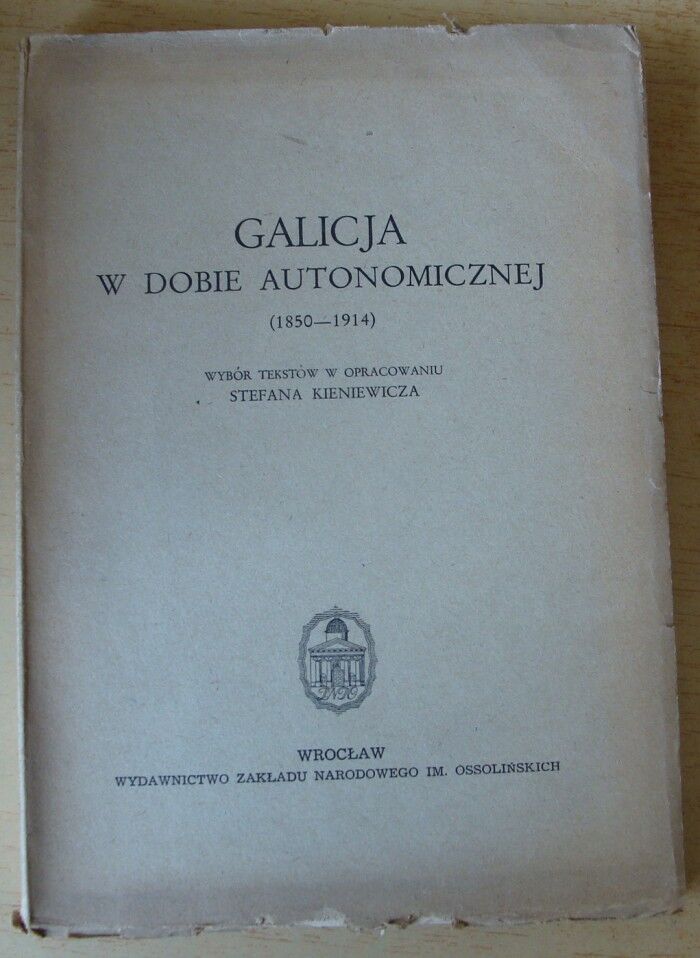 GALICJA
W DOBIE AUTONOMICZNEJ
(1850—1914)
WYBÓR TEKSTÓW W OPRACOWANIU
STEFANA KIENIEWICZA
WROCŁAW
WYDAWNICTWO ZAKŁADU NARODOWEGO IM. OSSOLIŃSKICH